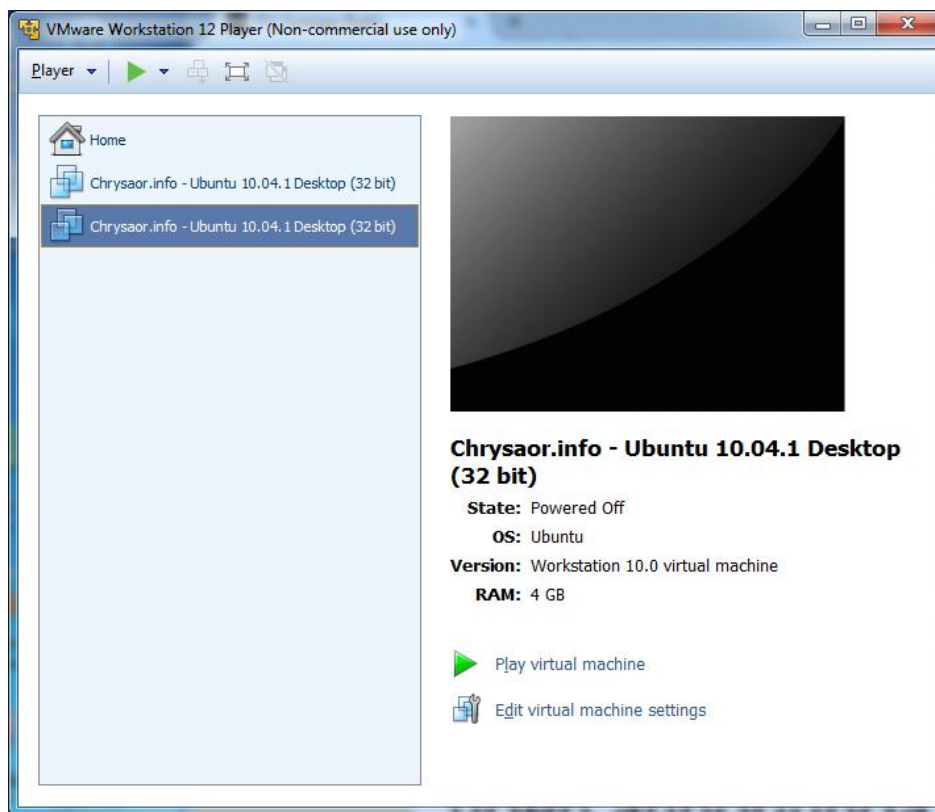 VMware Workstation 12 Player (Non-commercial use only)
Player
Home
Chrysaor.info - Ubuntu 10.04.1 Desktop (32 bit)
Chrysaor.info - Ubuntu 10.04.1 Desktop (32 bit)
Chrysaor.info - Ubuntu 10.04.1 Desktop
(32 bit)
State: Powered Off
OS: Ubuntu
Version: Workstation 10.0 virtual machine
RAM: 4 GB
Play virtual machine
Edit virtual machine settings